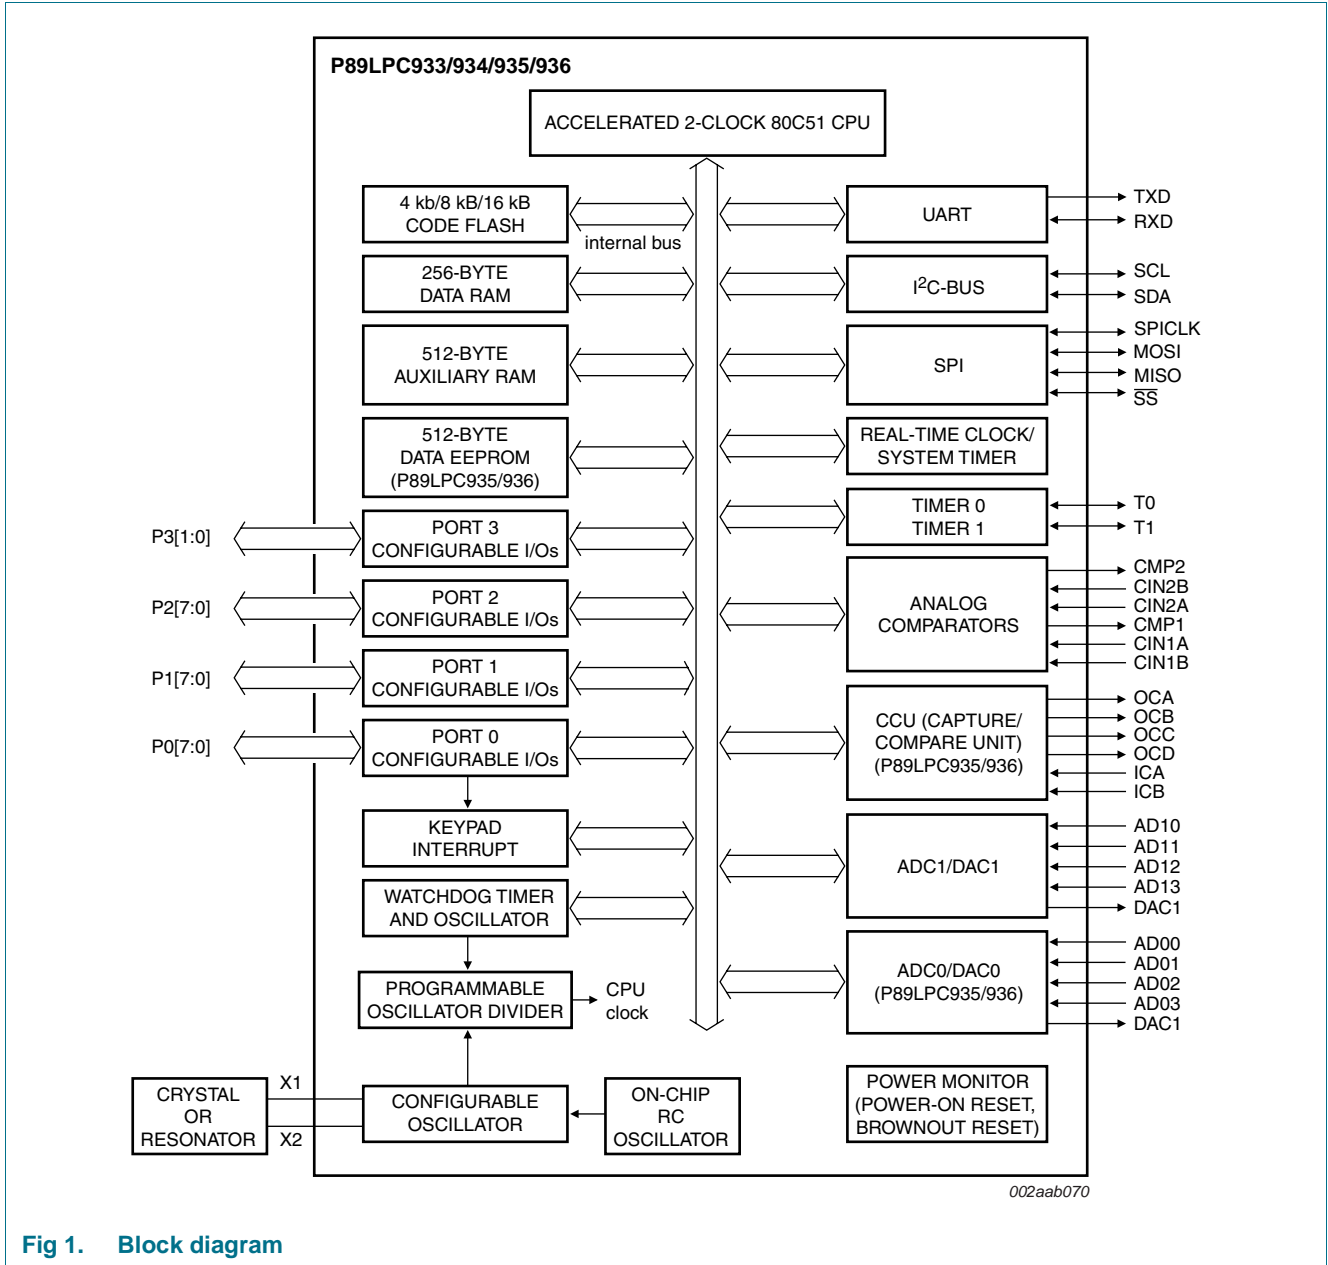 P89LPC933/934/935/936
ACCELERATED 2-CLOCK 80C51 CPU
4 kb/8 kB/16 kB
CODE FLASH
internal bus
256-BYTE
DATA RAM
512-BYTE
AUXILIARY RAM
512-BYTE
DATA EEPROM
(P89LPC935/936)
P3[1:0]
PORT 3
CONFIGURABLE I/Os
P2[7:0]
PORT 2
CONFIGURABLE I/Os
P1[7:0]
PORT 1
CONFIGURABLE I/Os
P0[7:0]
PORT 0
CONFIGURABLE I/Os
KEYPAD
INTERRUPT
WATCHDOG TIMER
AND OSCILLATOR
PROGRAMMABLE
OSCILLATOR DIVIDER
CPU
clock
CRYSTAL
OR
RESONATOR
X1
X2
CONFIGURABLE
OSCILLATOR
ON-CHIP
RC
OSCILLATOR
UART
TXD
RXD
I2C-BUS
SCL
SDA
SPI
SPICLK
MOSI
MISO
SS
REAL-TIME CLOCK/
SYSTEM TIMER
TIMER 0
TIMER 1
T0
T1
ANALOG
COMPARATORS
CMP2
CIN2B
CIN2A
CMP1
CIN1A
CIN1B
CCU (CAPTURE/
COMPARE UNIT)
(P89LPC935/936)
OCA
OCB
OCC
OCD
ICA
ICB
ADC1/DAC1
AD10
AD11
AD12
AD13
DAC1
ADC0/DAC0
(P89LPC935/936)
AD00
AD01
AD02
AD03
DAC1
POWER MONITOR
(POWER-ON RESET,
BROWNOUT RESET)
002aab070
Fig 1. Block diagram